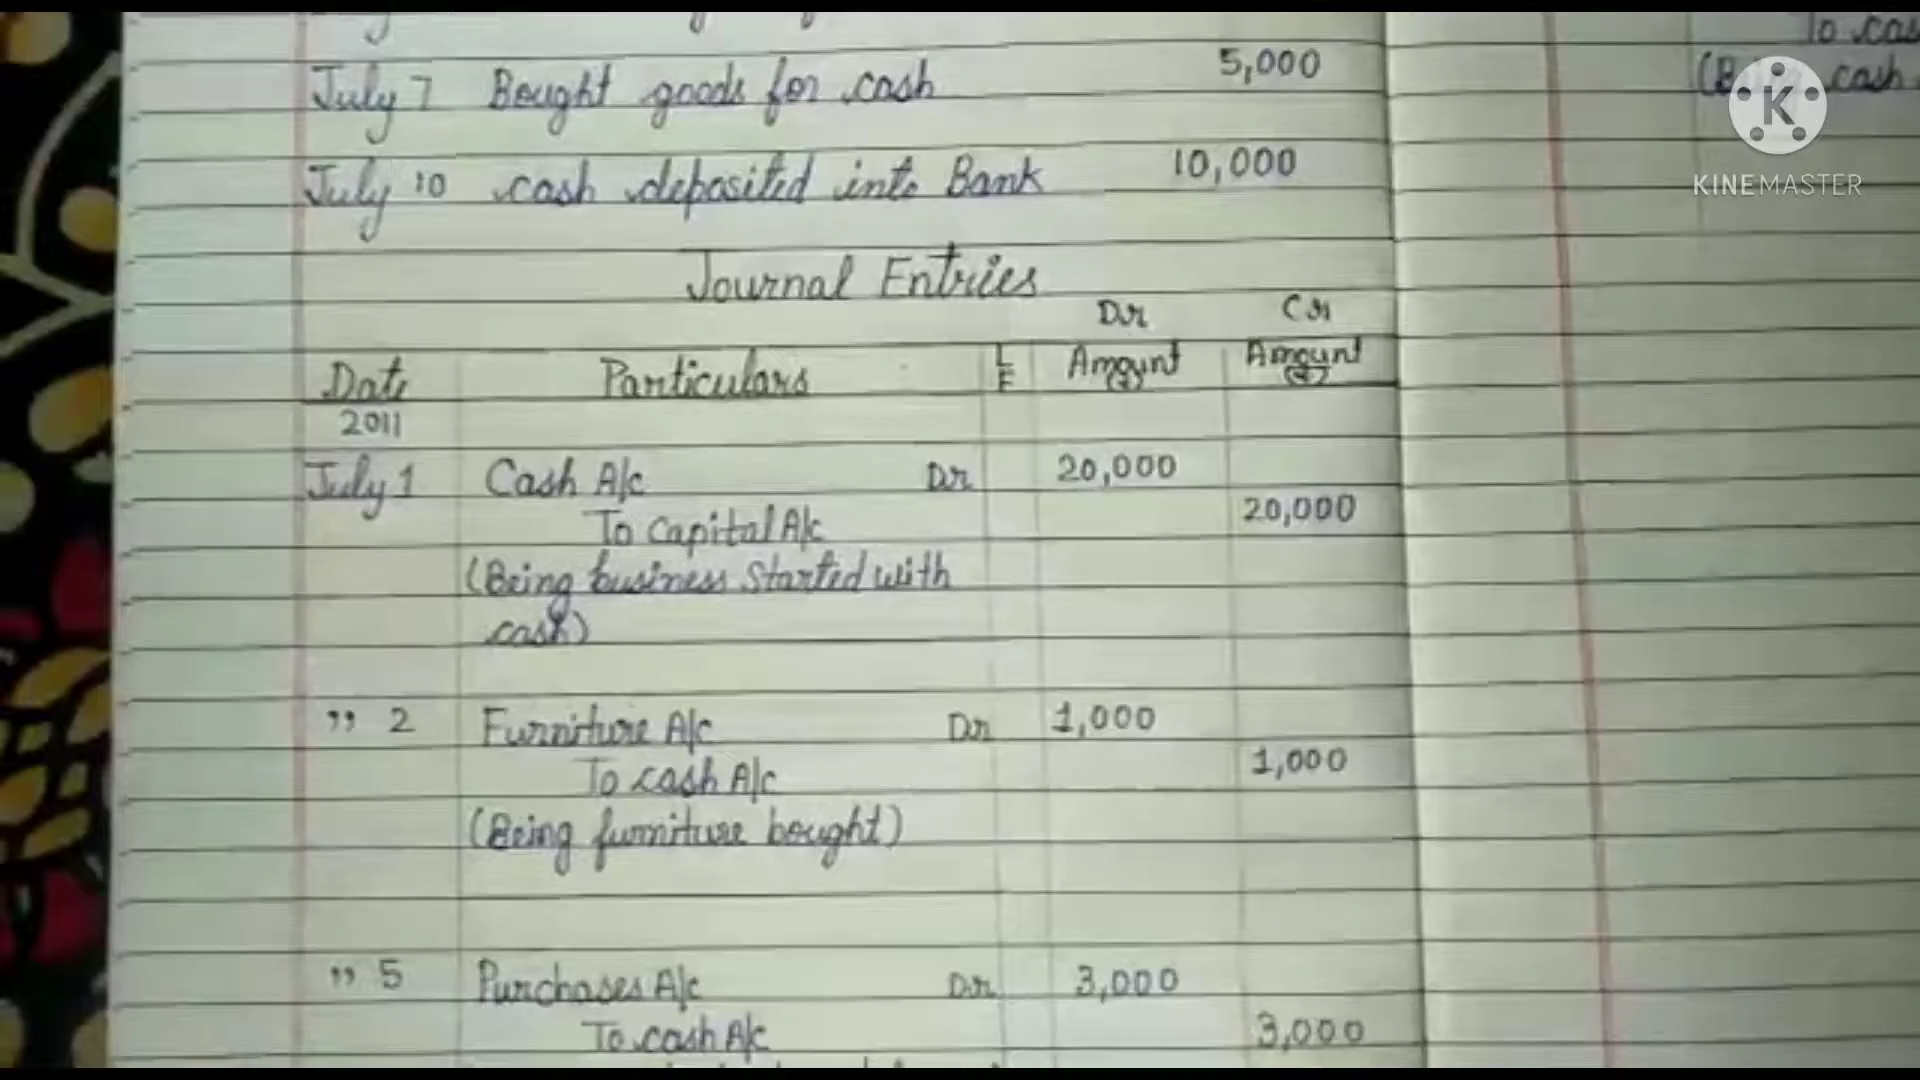 July 7 Bought goods for cash 5,000
July 10 cash deposited into Bank 10,000
Journal Entries
Dr Cr
Date Particulars L F Amount (₹) Amount (₹)
2011
July 1 Cash A/c Dr 20,000
To Capital A/c 20,000
(Being business Started with
cash)
" 2 Furniture A/c Dr 1,000
To cash A/c 1,000
(Being furniture bought)
" 5 Purchases A/c Dr 3,000
To cash A/c 3,000
To cas
cash
K
KINEMASTER